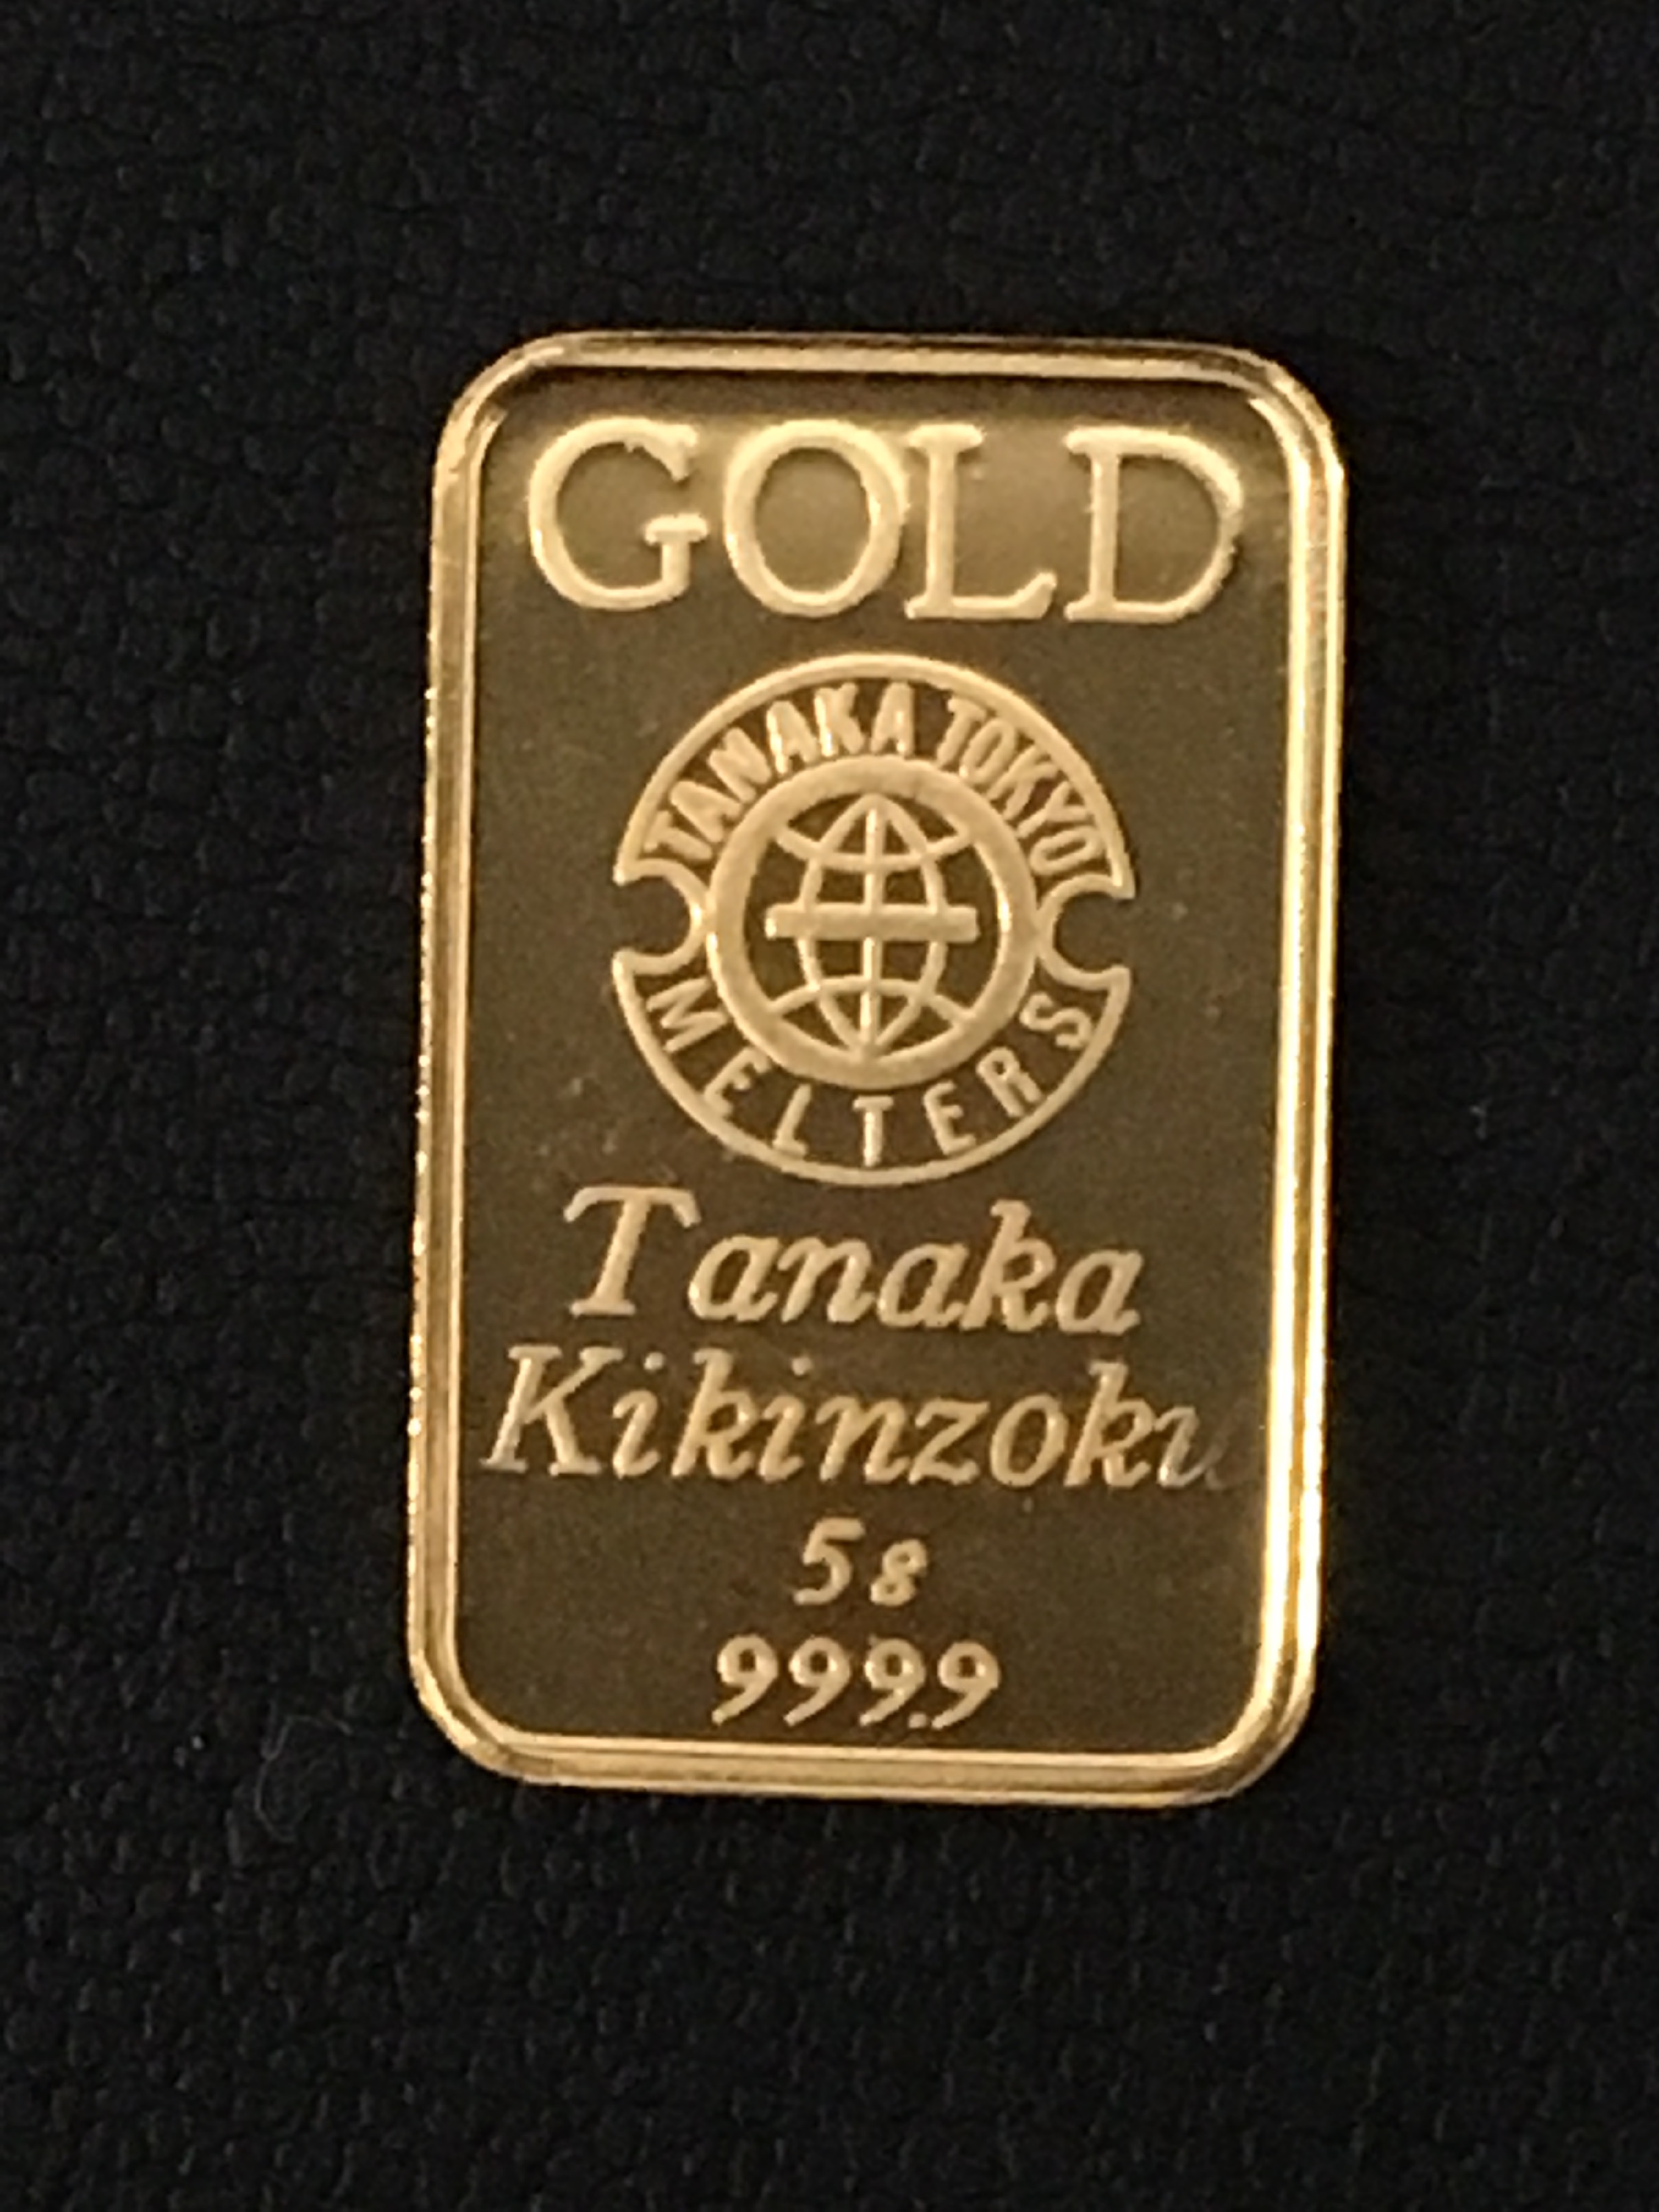 GOLD
TANAKA TOKYO
MELTERS
Tanaka
Kikinzoku
5g
999.9